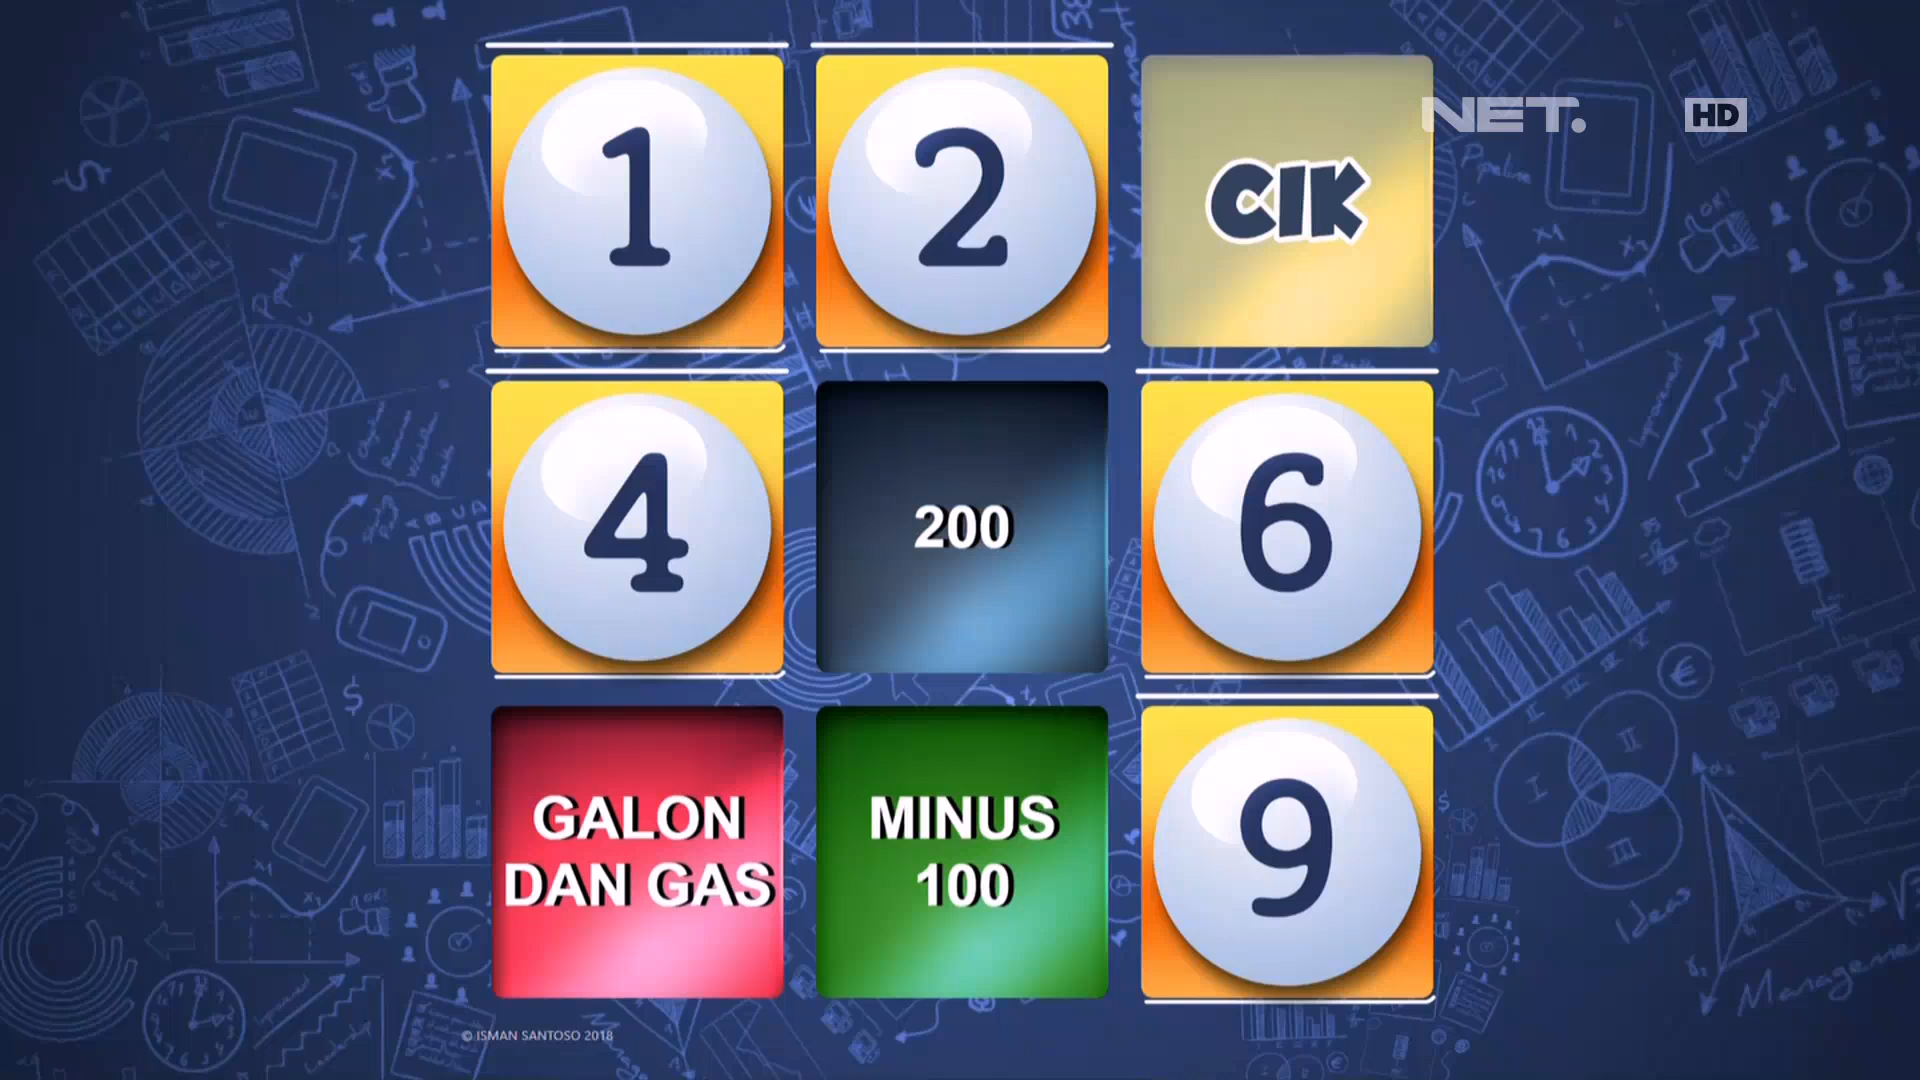 1 2 CIK
NET. HD
4 200 6
GALON
DAN GAS
MINUS
100
9
© ISMAN SANTOSO 2018